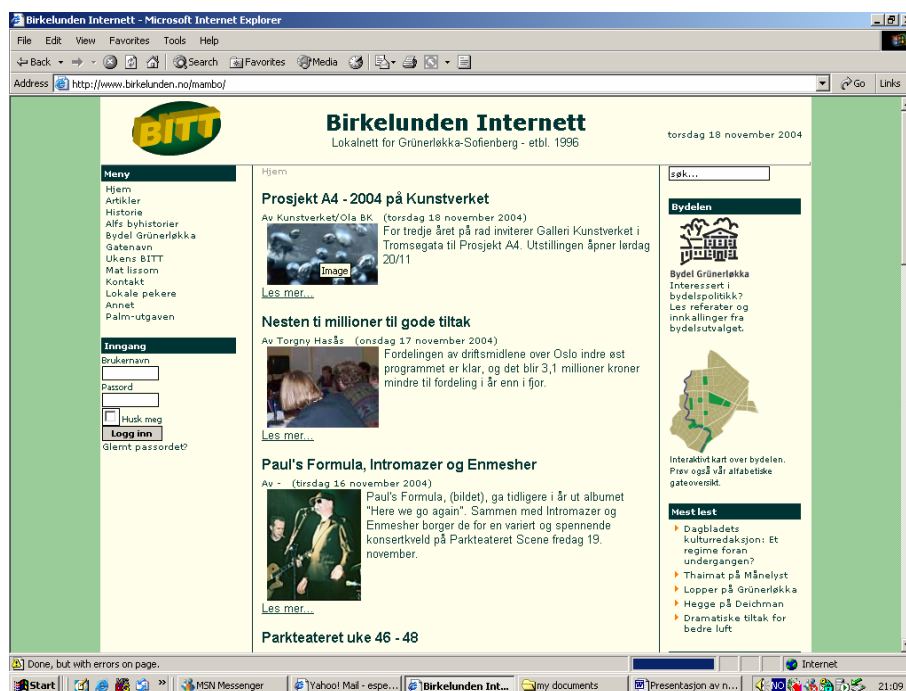 Birkelunden Internett - Microsoft Internet Explorer
File Edit View Favorites Tools Help
Back Search Favorites Media
Address http://www.birkelunden.no/mambo/ Go Links
BITT
Birkelunden Internett
Lokalnett for Grünerløkka-Sofienberg - etbl. 1996
torsdag 18 november 2004
Meny
Hjem
Artikler
Historie
Alfs byhistorier
Bydel Grünerløkka
Gatenavn
Ukens BITT
Mat lissom
Kontakt
Lokale pekere
Annet
Palm-utgaven
Inngang
Brukernavn
Passord
Husk meg
Logg inn
Glemt passordet?
Hjem
Prosjekt A4 - 2004 på Kunstverket
Av Kunstverket/Ola BK (torsdag 18 november 2004)
For tredje året på rad inviterer Galleri Kunstverket i
Tromsøgata til Prosjekt A4. Utstillingen åpner lørdag
20/11
Image
Les mer...
Nesten ti millioner til gode tiltak
Av Torgny Hasås (onsdag 17 november 2004)
Fordelingen av driftsmidlene over Oslo indre øst
programmet er klar, og det blir 3,1 millioner kroner
mindre til fordeling i år enn i fjor.
Les mer...
Paul's Formula, Intromazer og Enmesher
Av - (tirsdag 16 november 2004)
Paul's Formula, (bildet), ga tidligere i år ut albumet
"Here we go again". Sammen med Intromazer og
Enmesher borger de for en variert og spennende
konsertkveld på Parkteateret Scene fredag 19.
november.
Les mer...
Parkteateret uke 46 - 48
søk...
Bydelen
Bydel Grünerløkka
Interessert i
bydelspolitikk?
Les referater og
innkallinger fra
bydelsutvalget.
Interaktivt kart over bydelen.
Prøv også vår alfabetiske
gateoversikt.
Mest lest
Dagbladets
kulturredaksjon: Et
regime foran
undergangen?
Thaimat på Månelyst
Lopper på Grünerløkka
Hegge på Deichman
Dramatiske tiltak for
bedre luft
Done, but with errors on page. Internet
Start » MSN Messenger Yahoo! Mail - espe... Birkelunden Int... my documents Presentasjon av n... NO 21:09